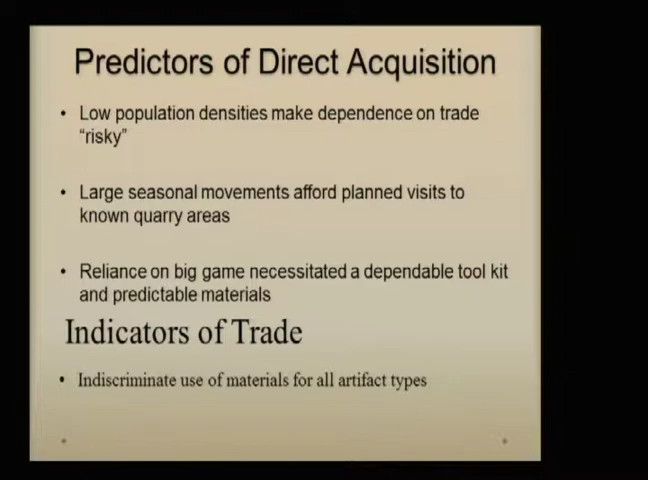 Predictors of Direct Acquisition
• Low population densities make dependence on trade
“risky”
• Large seasonal movements afford planned visits to
known quarry areas
• Reliance on big game necessitated a dependable tool kit
and predictable materials
Indicators of Trade
• Indiscriminate use of materials for all artifact types